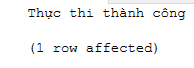 Thực thi thành công
(1 row affected)